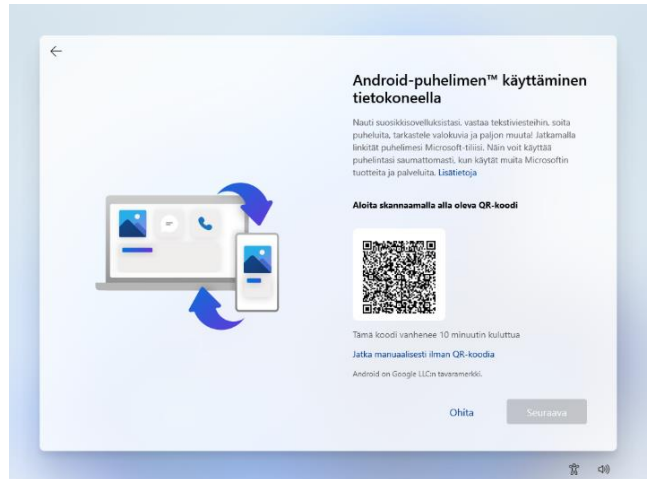 Android-puhelimen™ käyttäminen
tietokoneella
Nauti suosikkisovelluksistasi, vastaa tekstiviesteihin, soita
puheluita, tarkastele valokuvia ja paljon muuta! Jatkamalla
linkität puhelimesi Microsoft-tiliisi. Näin voit käyttää
puhelintasi saumattomasti, kun käytät muita Microsoftin
tuotteita ja palveluita. Lisätietoja
Aloita skannaamalla alla oleva QR-koodi
Tämä koodi vanhenee 10 minuutin kuluttua
Jatka manuaalisesti ilman QR-koodia
Android on Google LLC:n tavaramerkki.
Ohita
Seuraava